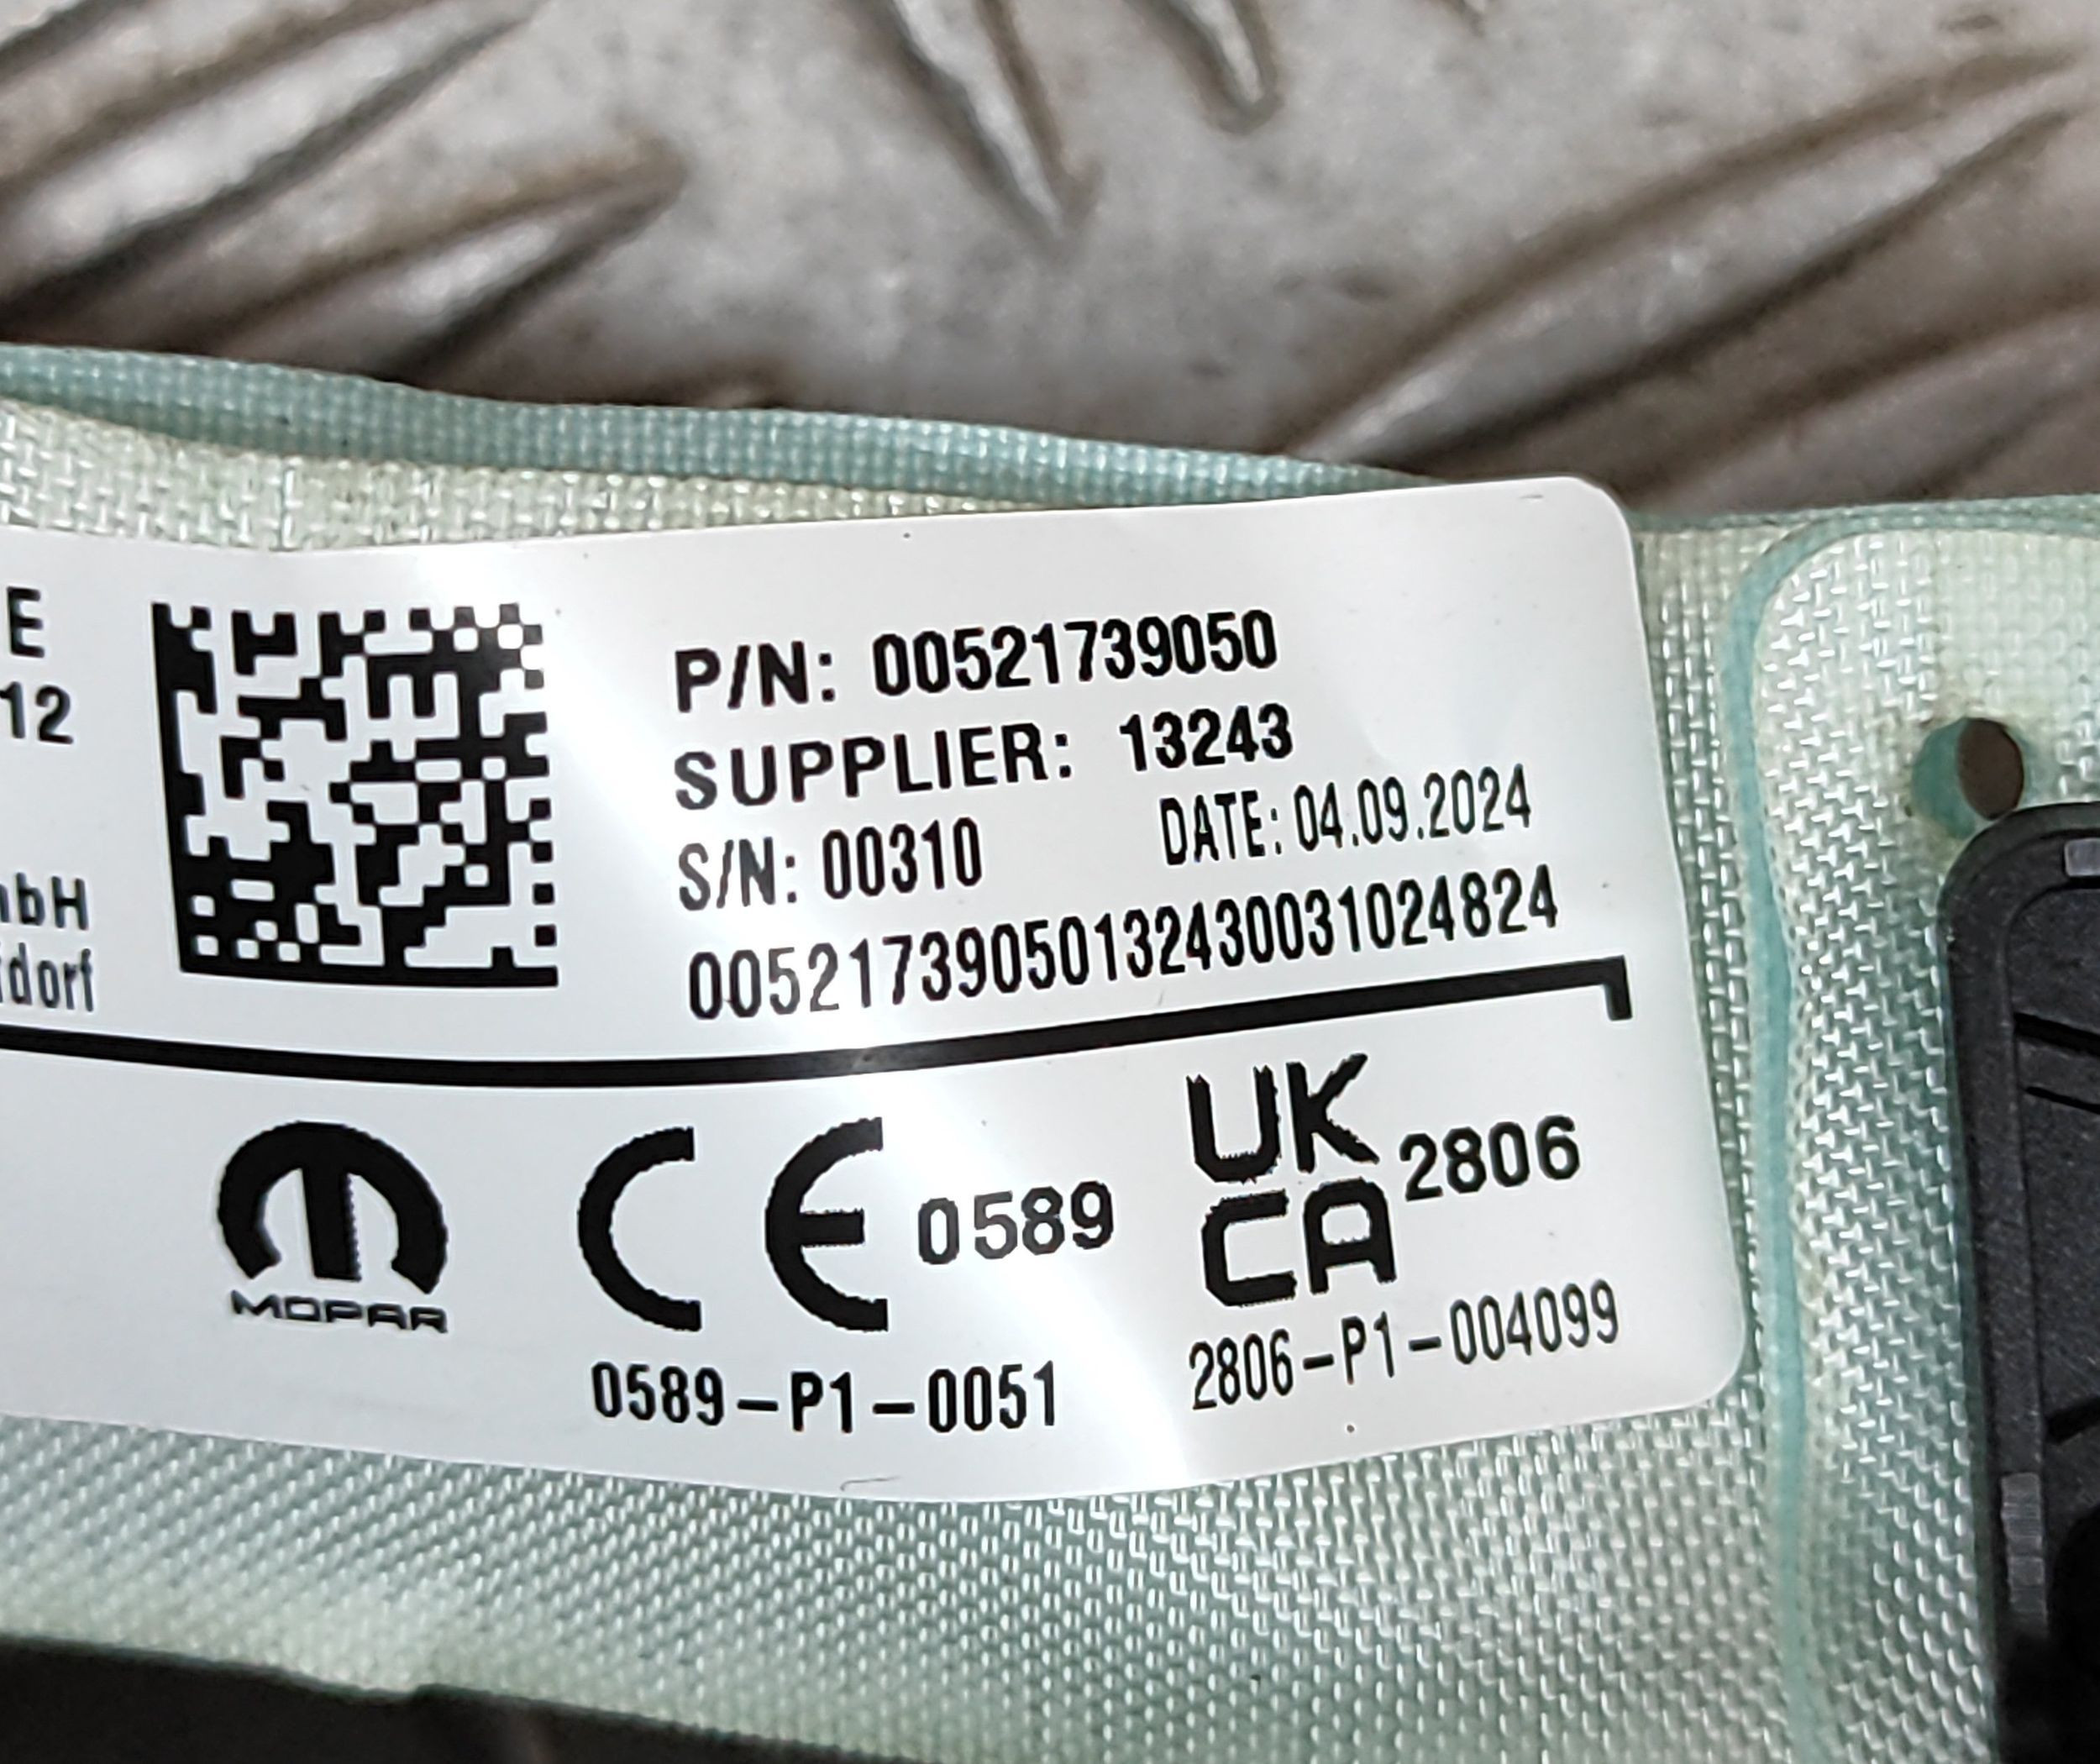 E
12
P/N: 00521739050
SUPPLIER: 13243
S/N: 00310 DATE: 04.09.2024
bH
dorf
00521739050132430031024824
MOPAR
CE 0589
UK
CA 2806
0589-P1-0051
2806-P1-004099